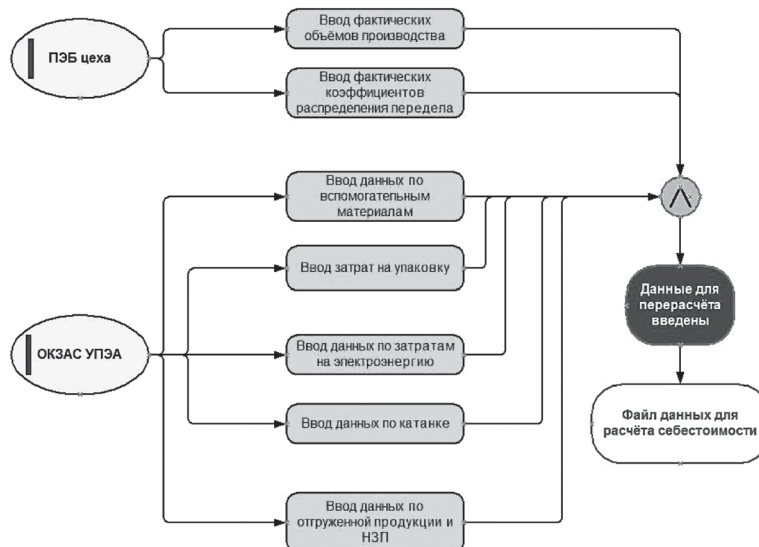 Ввод фактических
объёмов производства
ПЭБ цеха
Ввод фактических
коэффициентов
распределения передела
Ввод данных по
вспомогательным
материалам
Ввод затрат на упаковку
Данные для
перерасчёта
введены
ОКЗАС УПЭА
Ввод данных по затратам
на электроэнергию
Ввод данных по катанке
Файл данных для
расчёта себестоимости
Ввод данных по
отгруженной продукции и
НЗП